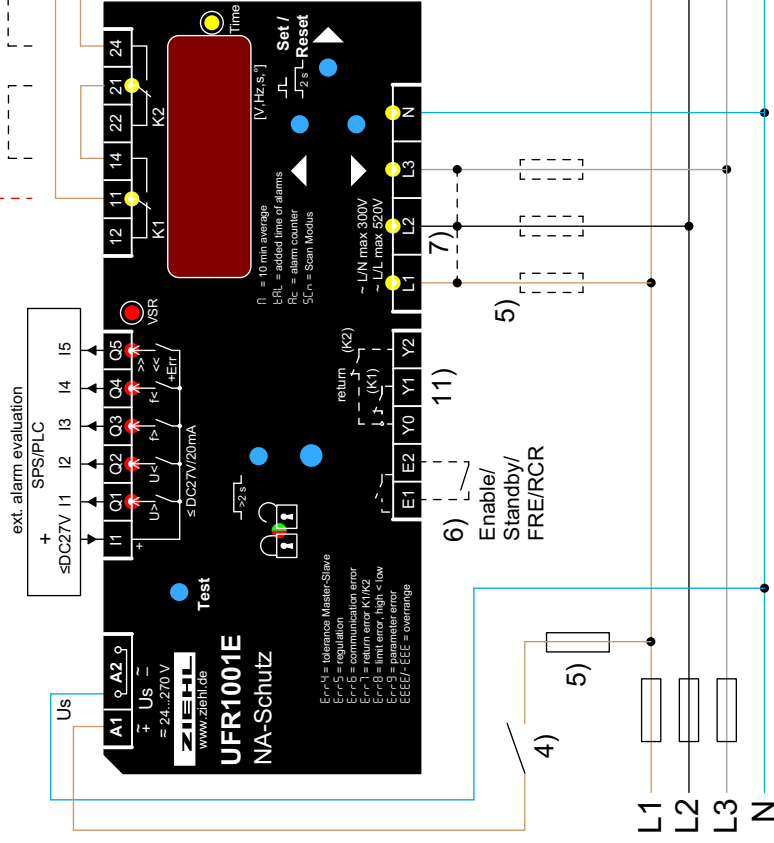 ext. alarm evaluation
SPS/PLC
+
≤DC27V I1 I2 I3 I4 I5
Us
A1 A2
I1 Q1 Q2 Q3 Q4 Q5
12 11 14 22 21 24
K1
K2
~ ~
+ Us −
≂ 24...270 V
ZIEHL
www.ziehl.de
UFR1001E
NA-Schutz
Test
+
U> U< f> f< >> <<
+Err
≤ DC27V/20mA
VSR
Time
[V,Hz,s,°]
>2 s
2 s
Set /
Reset
n = 10 min average
tAL = added time of alarms
Ac = alarm counter
SCn = Scan Modus
Err4 = tolerance Master-Slave
Err5 = regulation
Err6 = communication error
Err7 = return error K1/K2
Err8 = limit error, high < low
Err9 = parameter error
EEEE/-EEE = overrange
return
(K1)
(K2)
~ L/N max 300V
~ L/L max 520V
E1 E2 Y0 Y1 Y2
L1 L2 L3 N
6)
Enable/
Standby/
FRE/RCR
11)
7)
5)
4)
5)
L1
L2
L3
N